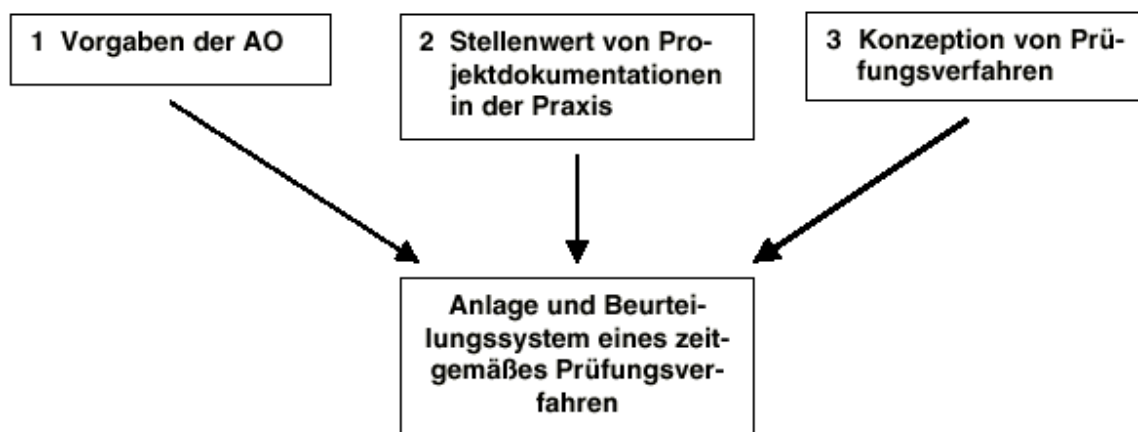 1 Vorgaben der AO
2 Stellenwert von Pro-
jektdokumentationen
in der Praxis
3 Konzeption von Prü-
fungsverfahren
Anlage und Beurtei-
lungssystem eines zeit-
gemäßes Prüfungsver-
fahren